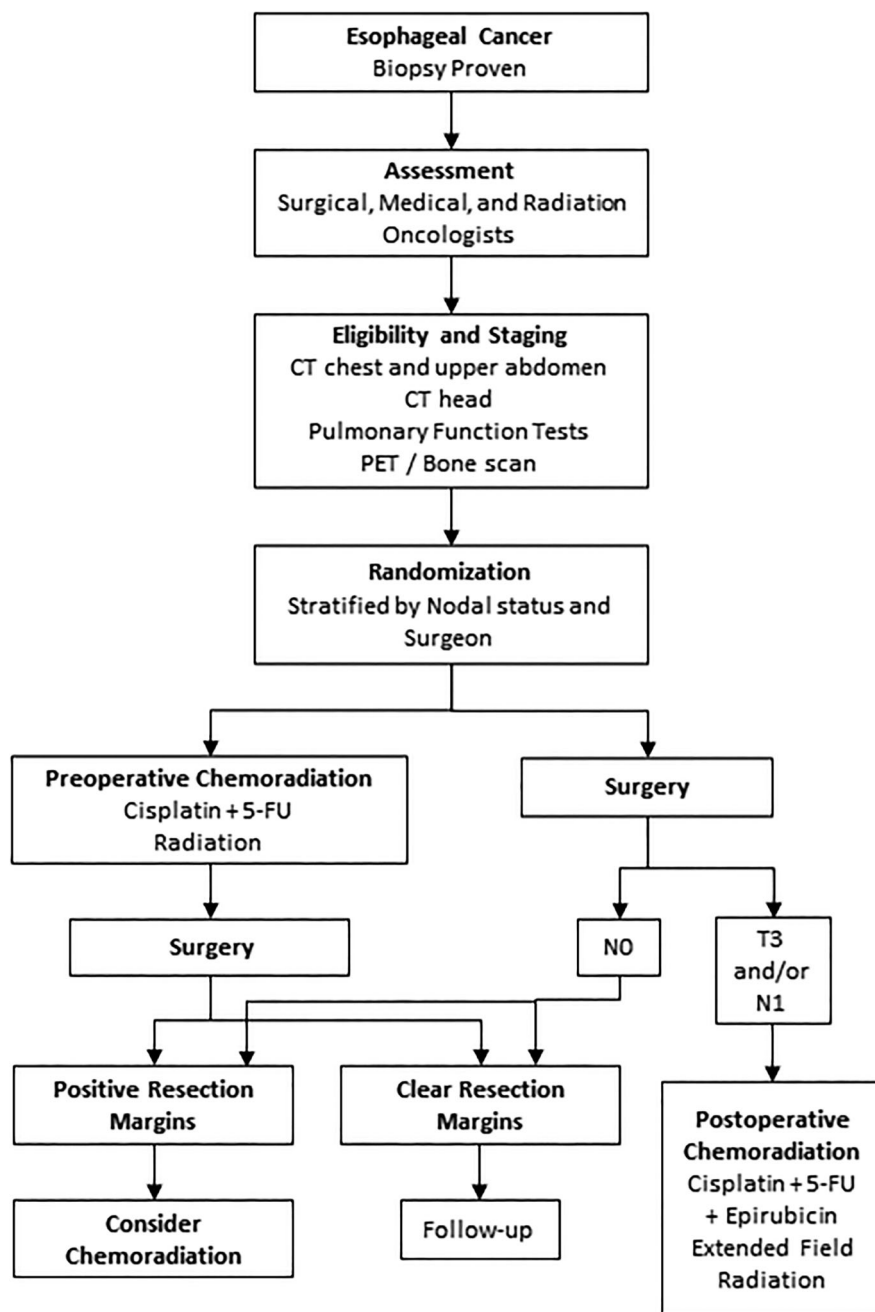 Esophageal Cancer
Biopsy Proven
Assessment
Surgical, Medical, and Radiation
Oncologists
Eligibility and Staging
CT chest and upper abdomen
CT head
Pulmonary Function Tests
PET / Bone scan
Randomization
Stratified by Nodal status and
Surgeon
Preoperative Chemoradiation
Cisplatin + 5-FU
Radiation
Surgery
Surgery
N0
T3
and/or
N1
Positive Resection
Margins
Clear Resection
Margins
Postoperative
Chemoradiation
Cisplatin + 5-FU
+ Epirubicin
Extended Field
Radiation
Consider
Chemoradiation
Follow-up